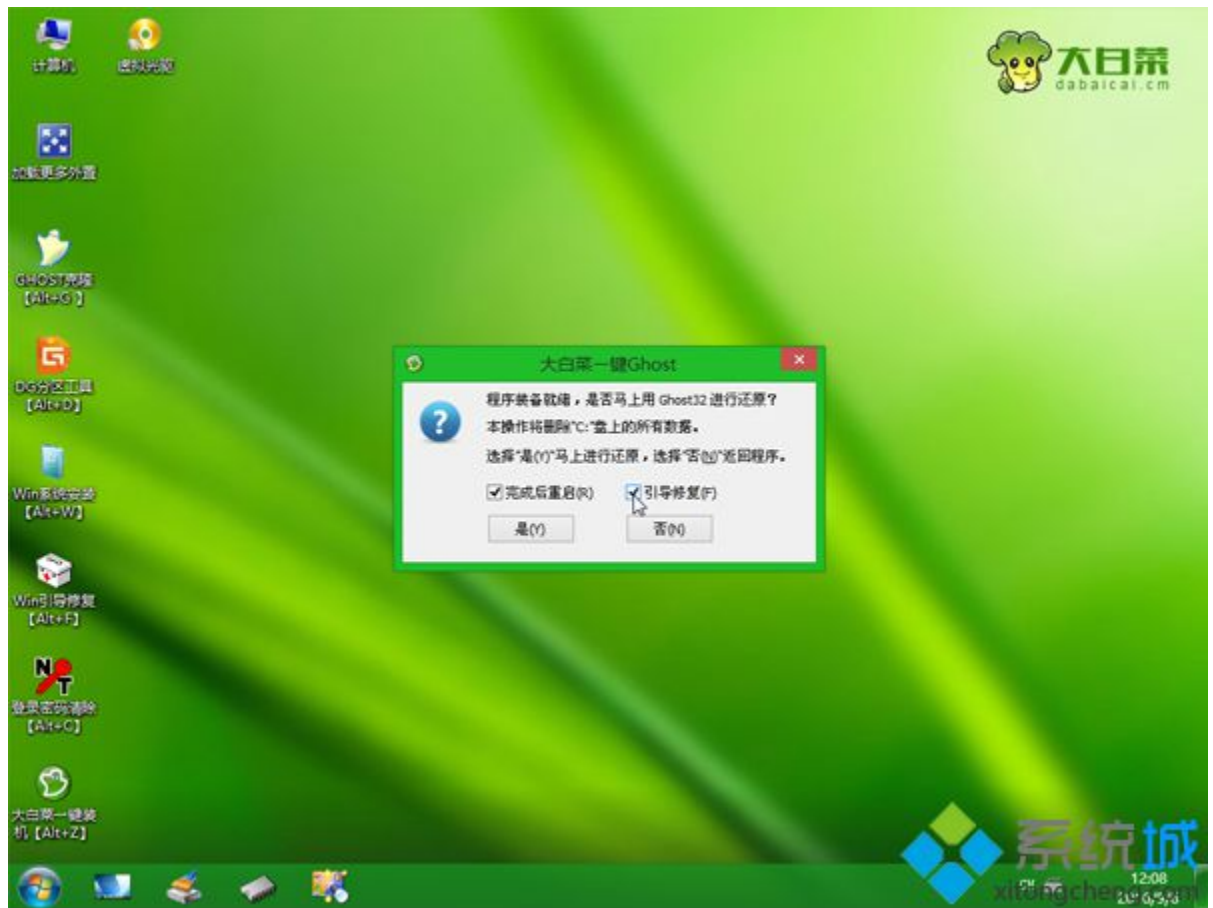 计算机
虚拟光驱
大白菜
dabaicai.cm
加载更多外置
GHOST克隆
【Alt+G】
DG分区工具
【Alt+D】
大白菜一键Ghost
程序装备就绪，是否马上用 Ghost32 进行还原？
本操作将删除"C:"盘上的所有数据。
选择"是(Y)"马上进行还原，选择"否(N)"返回程序。
完成后重启(R)
引导修复(F)
是(Y)
否(N)
Win系统安装
【Alt+W】
Win引导修复
【Alt+F】
登录密码清除
【Alt+C】
大白菜一键装
机【Alt+Z】
系统城
xitongcheng.com
12:08